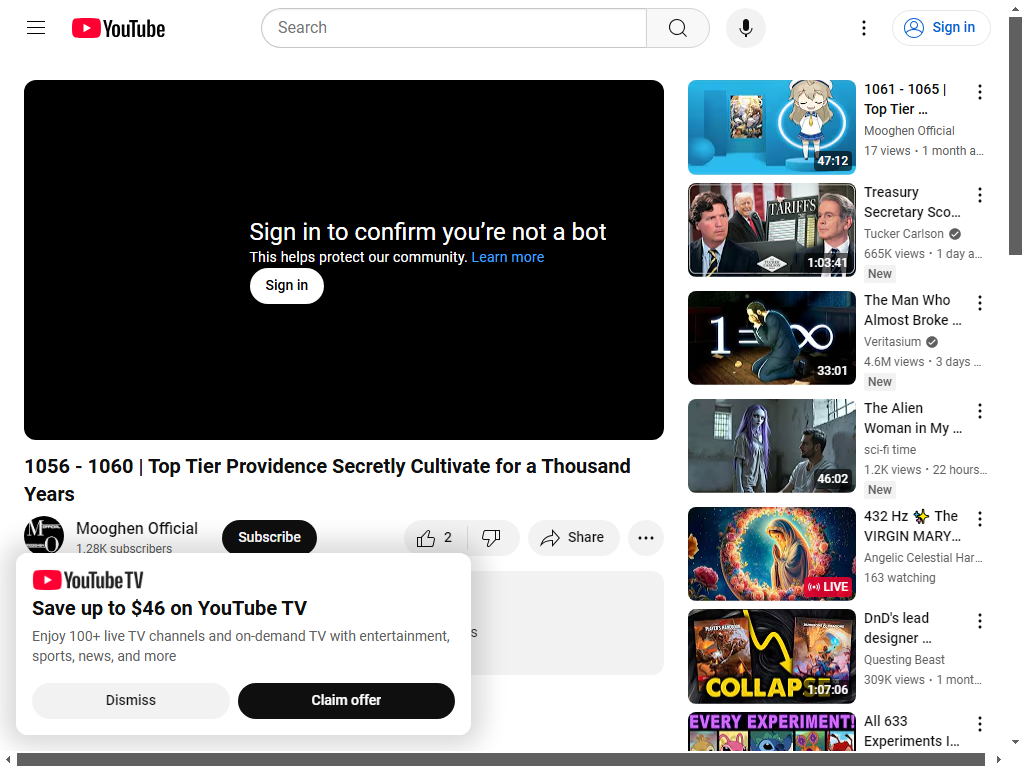 YouTube
Search
Sign in
Sign in to confirm you’re not a bot
This helps protect our community. Learn more
Sign in
1056 - 1060 | Top Tier Providence Secretly Cultivate for a Thousand
Years
Mooghen Official
1.28K subscribers
Subscribe
2
Share
YouTube TV
Save up to $46 on YouTube TV
Enjoy 100+ live TV channels and on-demand TV with entertainment,
sports, news, and more
Dismiss
Claim offer
47:12
1061 - 1065 |
Top Tier ...
Mooghen Official
17 views • 1 month a...
TARIFFS
1:03:41
Treasury
Secretary Sco...
Tucker Carlson
665K views • 1 day a...
New
1=∞
33:01
The Man Who
Almost Broke ...
Veritasium
4.6M views • 3 days ...
New
46:02
The Alien
Woman in My ...
sci-fi time
1.2K views • 22 hours...
New
LIVE
432 Hz ✨ The
VIRGIN MARY...
Angelic Celestial Har...
163 watching
COLLAPSE
1:07:06
DnD's lead
designer ...
Questing Beast
309K views • 1 mont...
EVERY EXPERIMENT!
All 633
Experiments I...